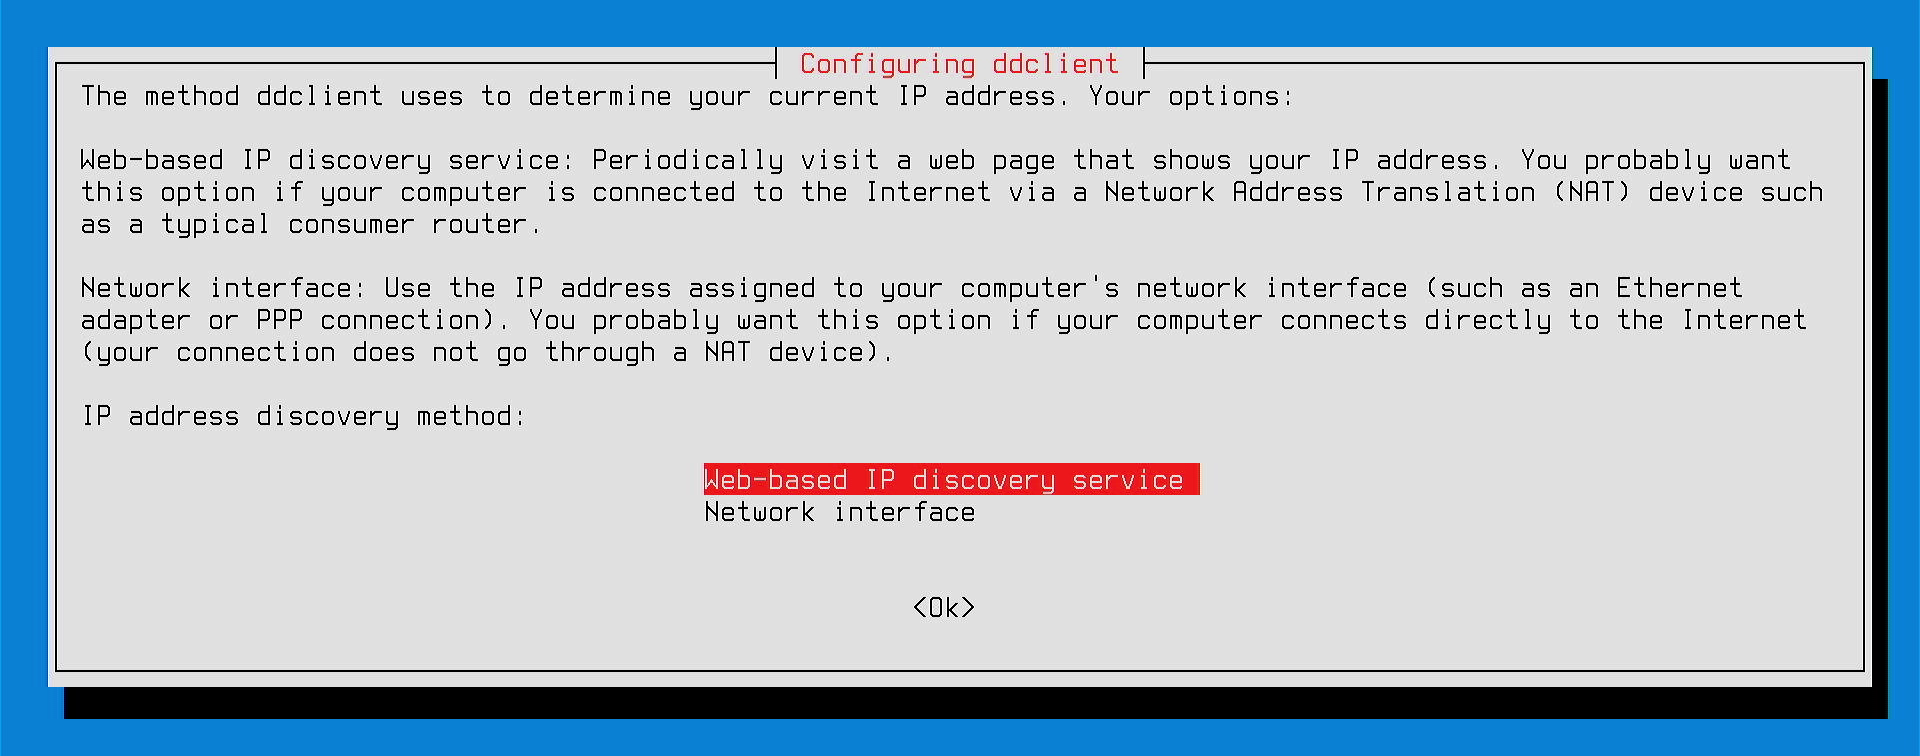 Configuring ddclient
The method ddclient uses to determine your current IP address. Your options:
Web-based IP discovery service: Periodically visit a web page that shows your IP address. You probably want
this option if your computer is connected to the Internet via a Network Address Translation (NAT) device such
as a typical consumer router.
Network interface: Use the IP address assigned to your computer's network interface (such as an Ethernet
adapter or PPP connection). You probably want this option if your computer connects directly to the Internet
(your connection does not go through a NAT device).
IP address discovery method:
Web-based IP discovery service
Network interface
<Ok>